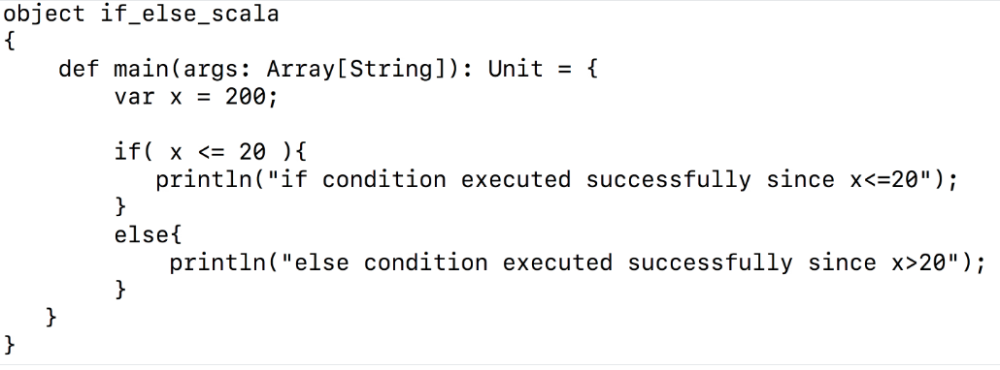 object if_else_scala
{
    def main(args: Array[String]): Unit = {
        var x = 200;

        if( x <= 20 ){
           println("if condition executed successfully since x<=20");
        }
        else{
            println("else condition executed successfully since x>20");
        }
   }
}